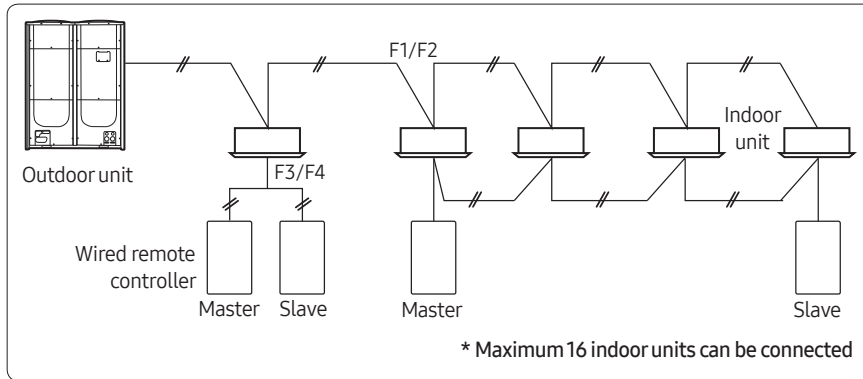 F1/F2
Indoor
unit
Outdoor unit
F3/F4
Wired remote
controller
Master
Slave
Master
Slave
* Maximum 16 indoor units can be connected